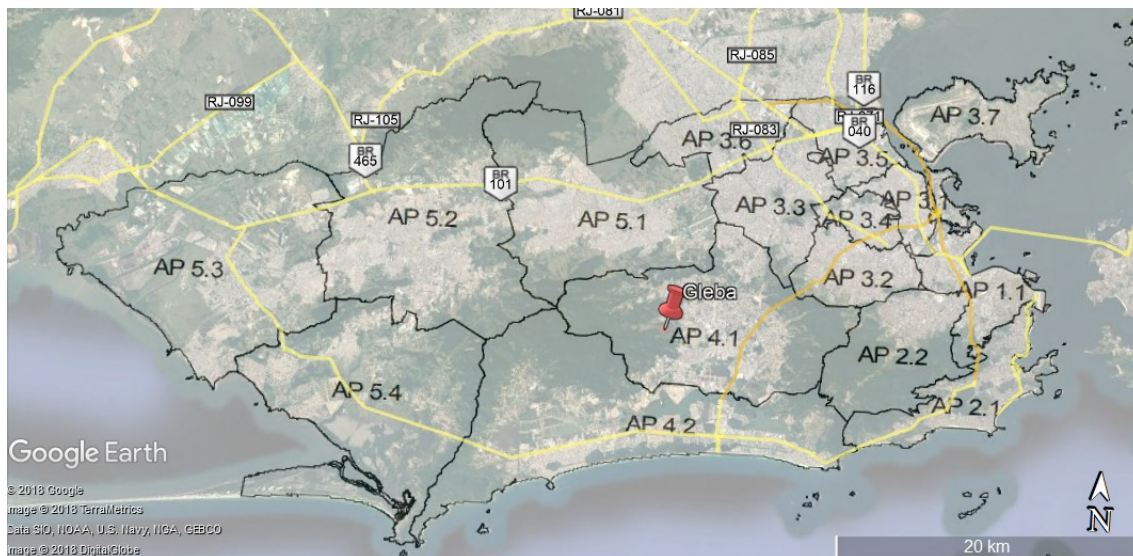 RJ-081
RJ-085
BR
116
RJ-099
RJ-071
AP 3.7
RJ-105
RJ-083
BR
040
AP 3.6
BR
465
AP 3.5
BR
101
AP 3.1
AP 5.2
AP 5.1
AP 3.3
AP 3.4
AP 5.3
AP 3.2
Gleba
AP 1.1
AP 4.1
AP 2.2
AP 5.4
AP 2.1
AP 4.2
Google Earth
© 2018 Google
Image © 2018 TerraMetrics
Data SIO, NOAA, U.S. Navy, NGA, GEBCO
Image © 2018 DigitalGlobe
N
20 km